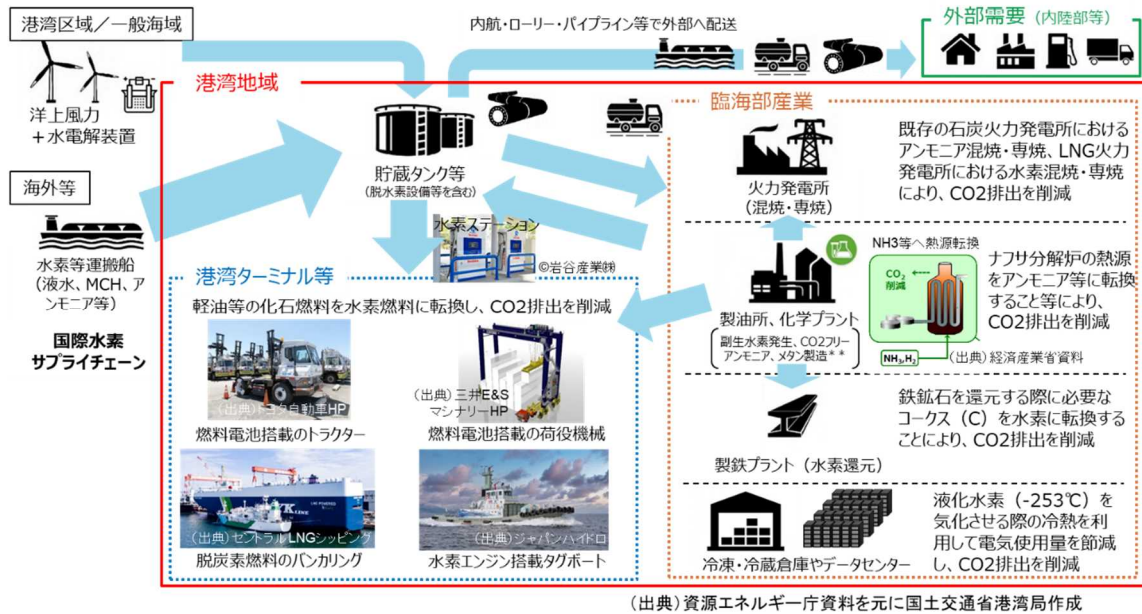 港湾区域／一般海域
洋上風力
＋水電解装置
海外等
水素等運搬船
（液水、MCH、ア
ンモニア等）
国際水素
サプライチェーン
内航・ローリー・パイプライン等で外部へ配送
外部需要（内陸部等）
港湾地域
貯蔵タンク等
（脱水素設備等を含む）
水素ステーション
©岩谷産業㈱
港湾ターミナル等
軽油等の化石燃料を水素燃料に転換し、CO2排出を削減
（出典）トヨタ自動車HP
燃料電池搭載のトラクター
（出典）三井E&S
マシナリーHP
燃料電池搭載の荷役機械
（出典）セントラルLNGシッピング
脱炭素燃料のバンカリング
（出典）ジャパンハイドロ
水素エンジン搭載タグボート
臨海部産業
火力発電所
（混焼・専焼）
既存の石炭火力発電所における
アンモニア混焼・専焼、LNG火力
発電所における水素混焼・専焼
により、CO2排出を削減
製油所、化学プラント
副生水素発生、CO2フリー
アンモニア、メタン製造＊＊
NH3等へ熱源転換
CO2
削減
NH3,H2
（出典）経済産業省資料
ナフサ分解炉の熱源
をアンモニア等に転換
すること等により、
CO2排出を削減
製鉄プラント（水素還元）
鉄鉱石を還元する際に必要な
コークス（C）を水素に転換する
ことにより、CO2排出を削減
冷凍・冷蔵倉庫やデータセンター
液化水素（-253℃）を
気化させる際の冷熱を利
用して電気使用量を節減
し、CO2排出を削減
（出典）資源エネルギー庁資料を元に国土交通省港湾局作成